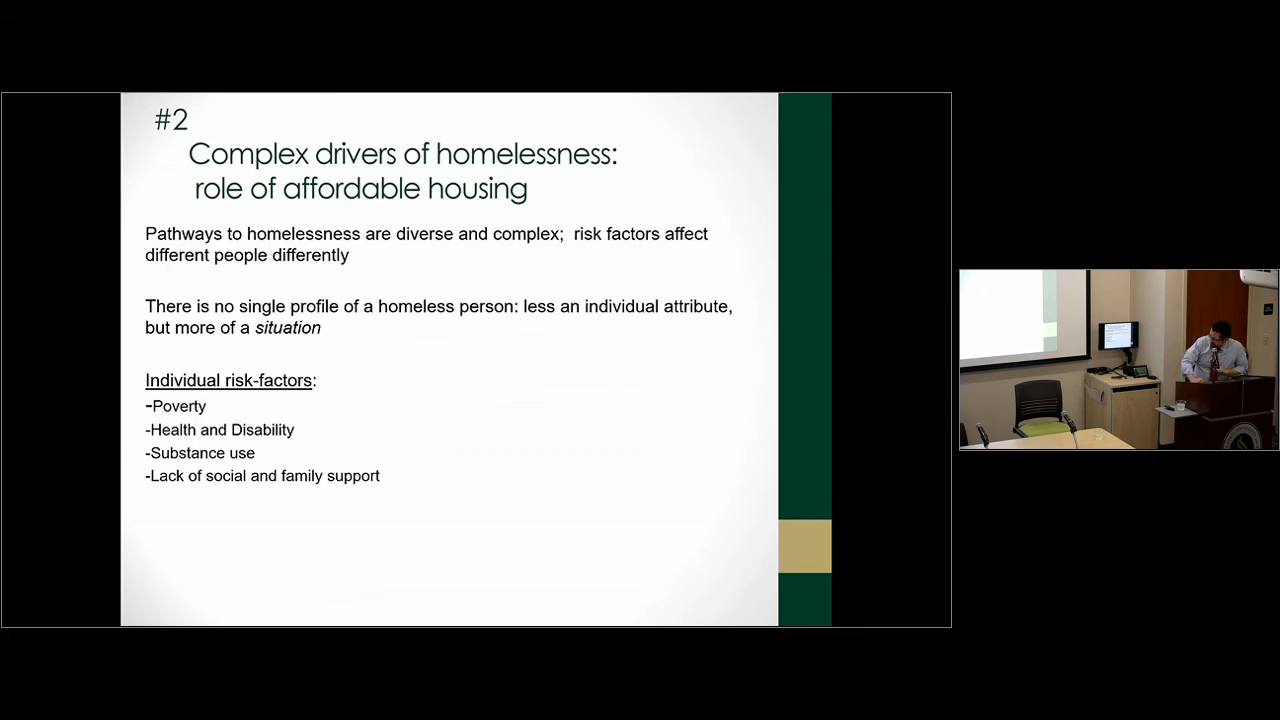 #2
Complex drivers of homelessness:
role of affordable housing
Pathways to homelessness are diverse and complex;  risk factors affect
different people differently
There is no single profile of a homeless person: less an individual attribute,
but more of a situation
Individual risk-factors:
-Poverty
-Health and Disability
-Substance use
-Lack of social and family support